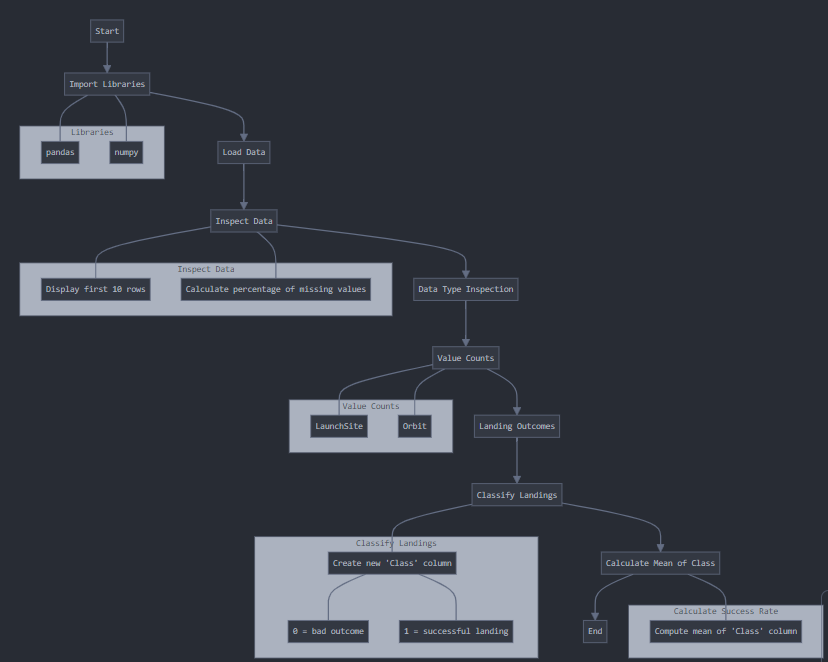 Start
Import Libraries
Libraries
pandas
numpy
Load Data
Inspect Data
Inspect Data
Display first 10 rows
Calculate percentage of missing values
Data Type Inspection
Value Counts
Value Counts
LaunchSite
Orbit
Landing Outcomes
Classify Landings
Classify Landings
Create new 'Class' column
Calculate Mean of Class
0 = bad outcome
1 = successful landing
End
Calculate Success Rate
Compute mean of 'Class' column